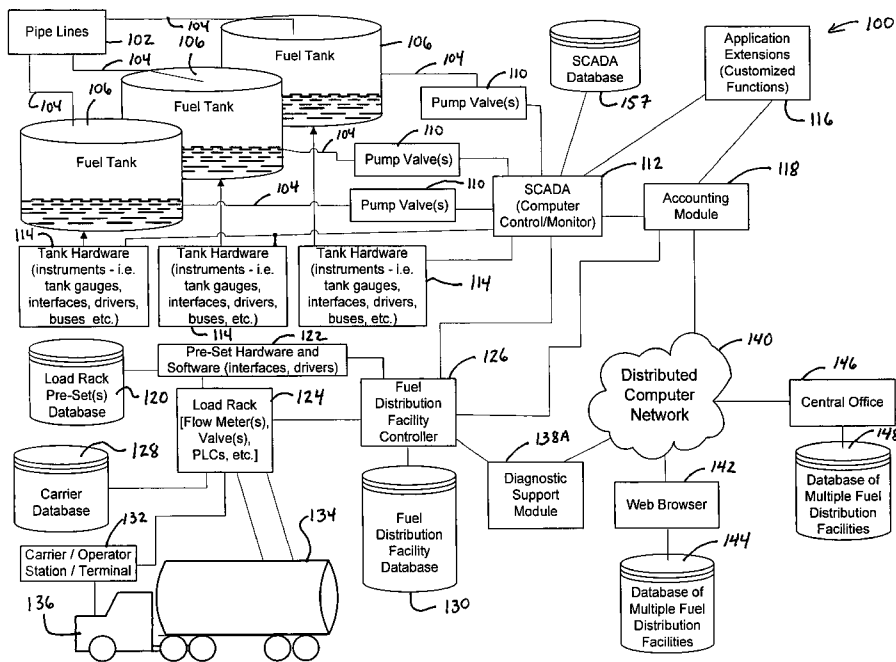 Pipe Lines
102
104
104
104
106
Fuel Tank
106
Fuel Tank
106
Fuel Tank
104
104
104
110
Pump Valve(s)
110
Pump Valve(s)
110
Pump Valve(s)
SCADA
Database
157
100
Application
Extensions
(Customized
Functions)
116
112
SCADA
(Computer
Control/Monitor)
118
Accounting
Module
114
Tank Hardware
(instruments - i.e.
tank gauges,
interfaces, drivers,
buses, etc.)
Tank Hardware
(instruments - i.e.
tank gauges,
interfaces, drivers,
buses, etc.)
114
Tank Hardware
(instruments - i.e.
tank gauges,
interfaces, drivers,
buses, etc.)
114
122
Pre-Set Hardware and
Software (interfaces, drivers)
Load Rack
Pre-Set(s)
Database
120
124
Load Rack
[Flow Meter(s),
Valve(s),
PLCs, etc.]
126
Fuel
Distribution
Facility
Controller
140
Distributed
Computer
Network
146
Central Office
148
Database of
Multiple Fuel
Distribution
Facilities
128
Carrier
Database
138A
Diagnostic
Support
Module
142
Web Browser
144
Database of
Multiple Fuel
Distribution
Facilities
Fuel
Distribution
Facility
Database
130
132
Carrier / Operator
Station / Terminal
134
136